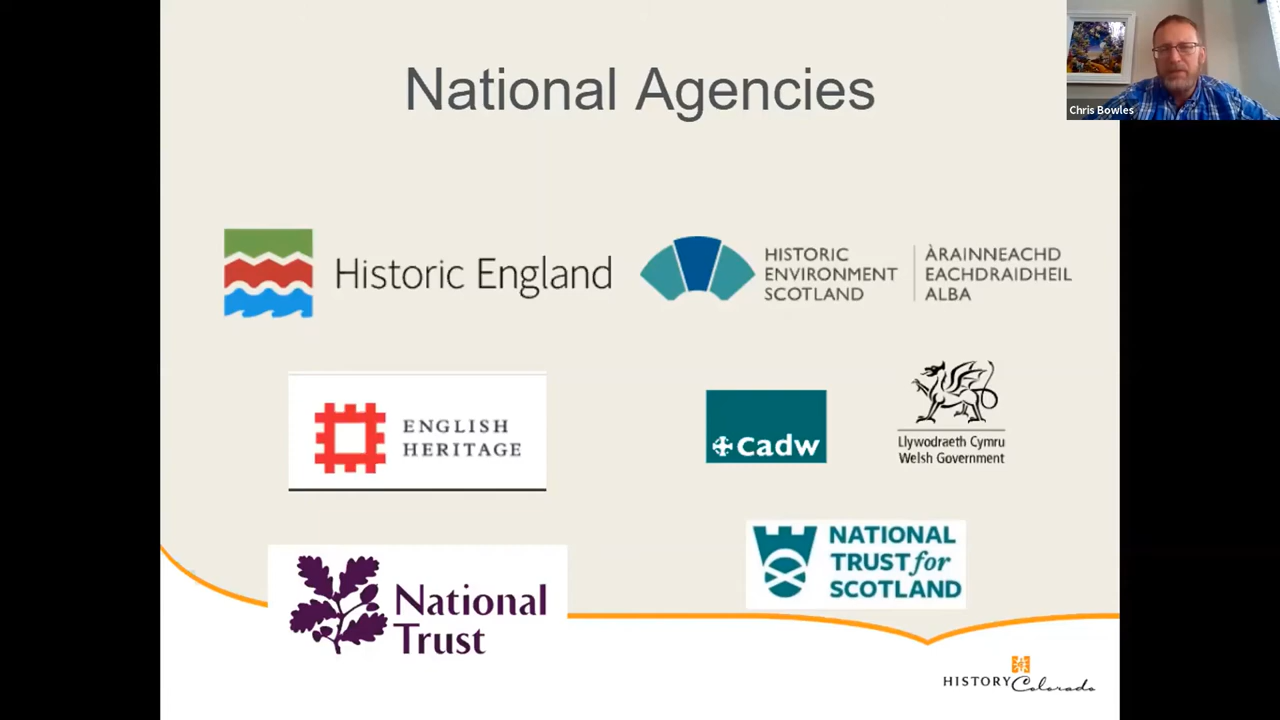 National Agencies
Chris Bowles
Historic England
HISTORIC
ENVIRONMENT
SCOTLAND
ÀRAINNEACHD
EACHDRAIDHEIL
ALBA
ENGLISH
HERITAGE
cadw
Llywodraeth Cymru
Welsh Government
National
Trust
NATIONAL
TRUST for
SCOTLAND
HISTORY Colorado